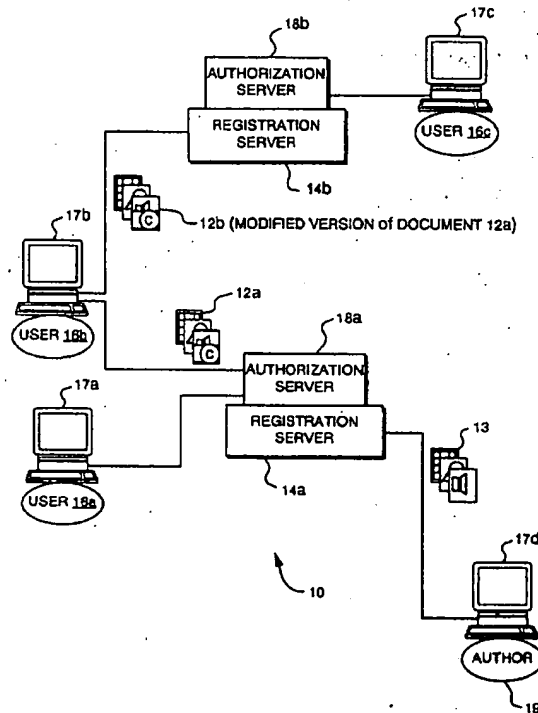 18b
17c
AUTHORIZATION
SERVER
REGISTRATION
SERVER
USER 16c
14b
17b
12b (MODIFIED VERSION of DOCUMENT 12a)
C
USER 16b
12a
C
18a
AUTHORIZATION
SERVER
17a
REGISTRATION
SERVER
13
USER 16a
14a
17d
10
AUTHOR
19